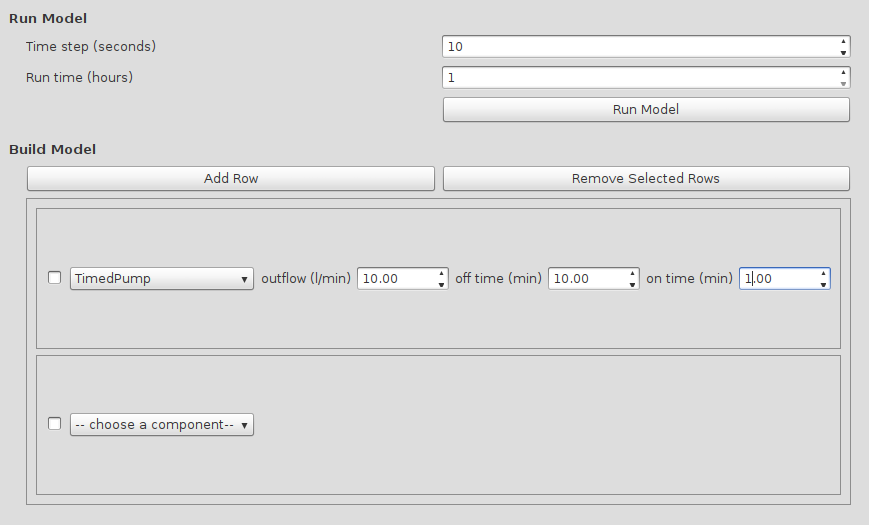 Run Model
Time step (seconds) 10
Run time (hours) 1
Run Model
Build Model
Add Row Remove Selected Rows
TimedPump outflow (l/min) 10.00 off time (min) 10.00 on time (min) 1.00
-- choose a component--